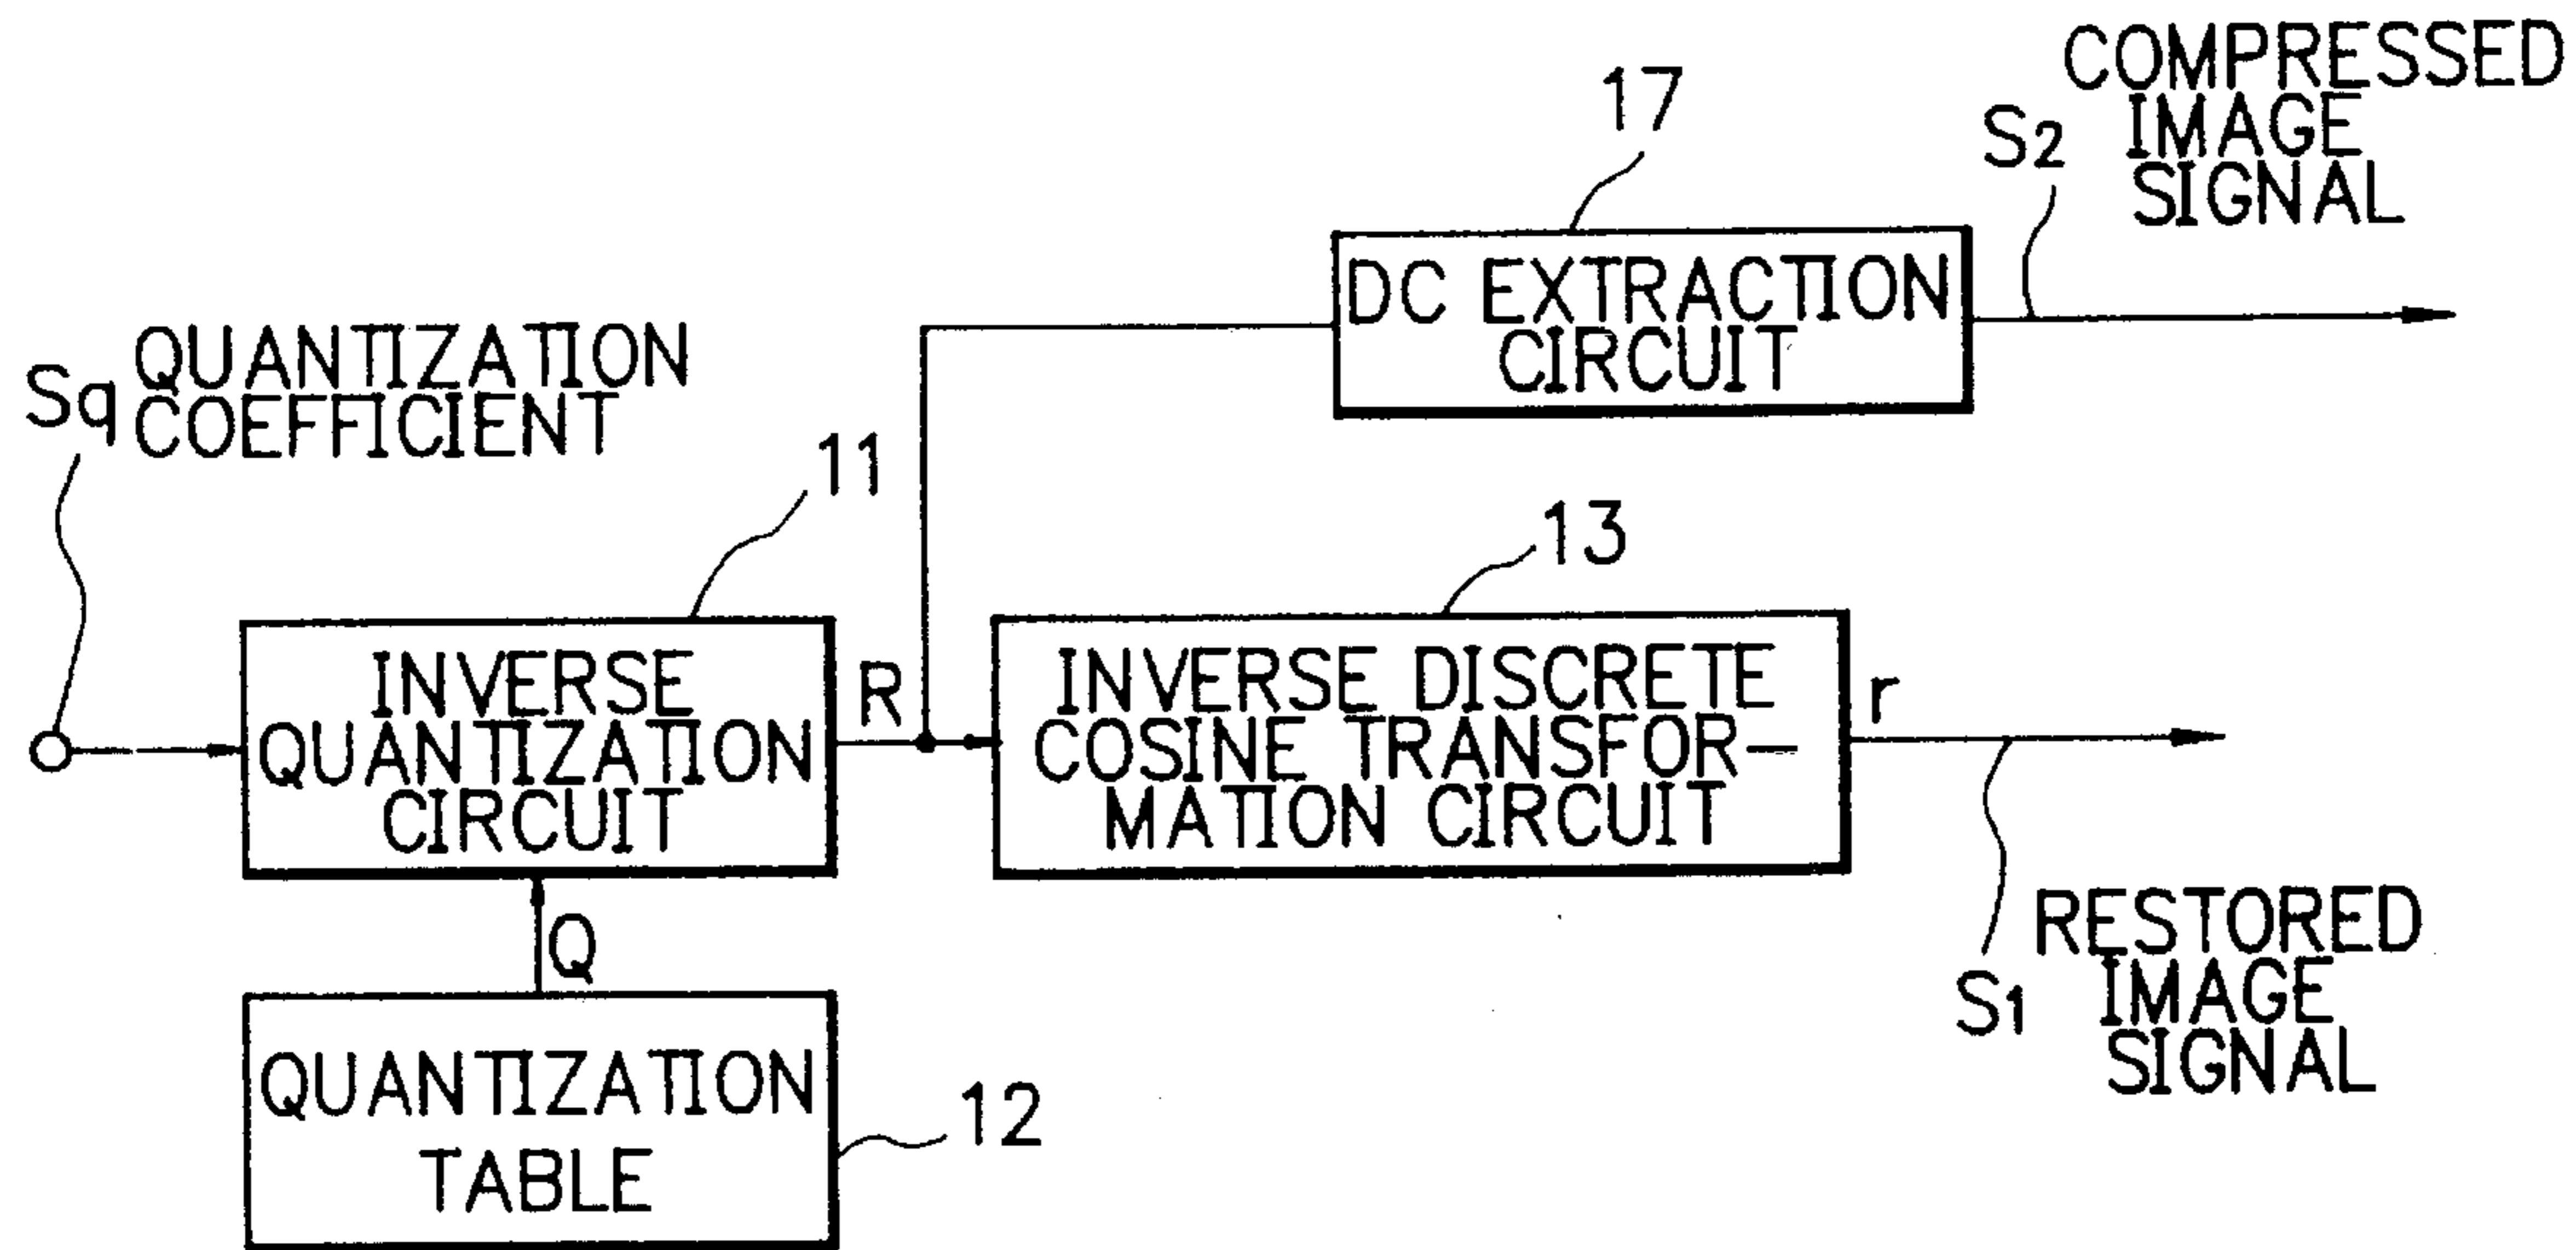 COMPRESSED
IMAGE
SIGNAL
S2
17
DC EXTRACTION
CIRCUIT
Sq
QUANTIZATION
COEFFICIENT
11
13
INVERSE
QUANTIZATION
CIRCUIT
R
INVERSE DISCRETE
COSINE TRANSFOR-
MATION CIRCUIT
r
Q
S1
RESTORED
IMAGE
SIGNAL
QUANTIZATION
TABLE
12